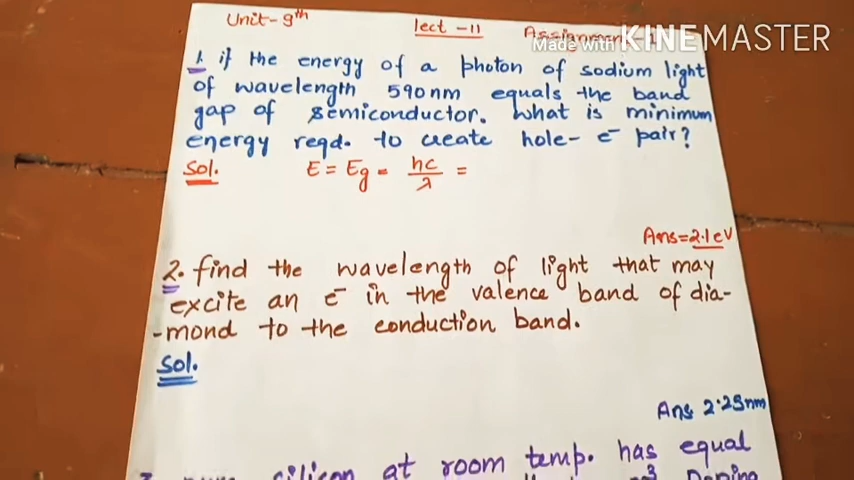 Unit-9th lect-11 Assignment
Made with KINEMASTER
1. if the energy of a photon of sodium light
of wavelength 590nm equals the band
gap of semiconductor. What is minimum
energy reqd. to create hole- e⁻ pair?
Sol. E = Eg = hc/λ =
Ans=2.1eV
2. find the wavelength of light that may
excite an e⁻ in the valence band of dia-
-mond to the conduction band.
Sol.
Ans 2.25nm
silicon at room temp. has equal
Doping